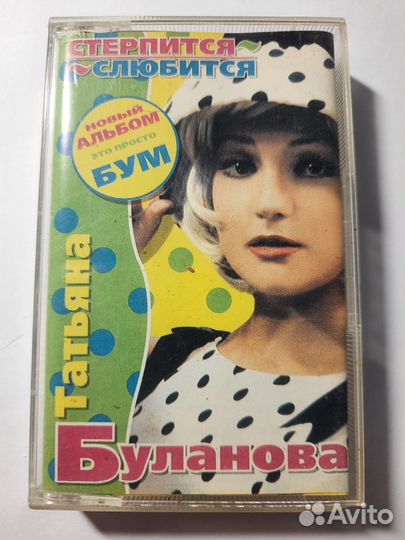 СТЕРПИТСЯ~
~СЛЮБИТСЯ
НОВЫЙ
АЛЬБОМ
ЭТО ПРОСТО
БУМ
Татьяна
Буланова
Avito